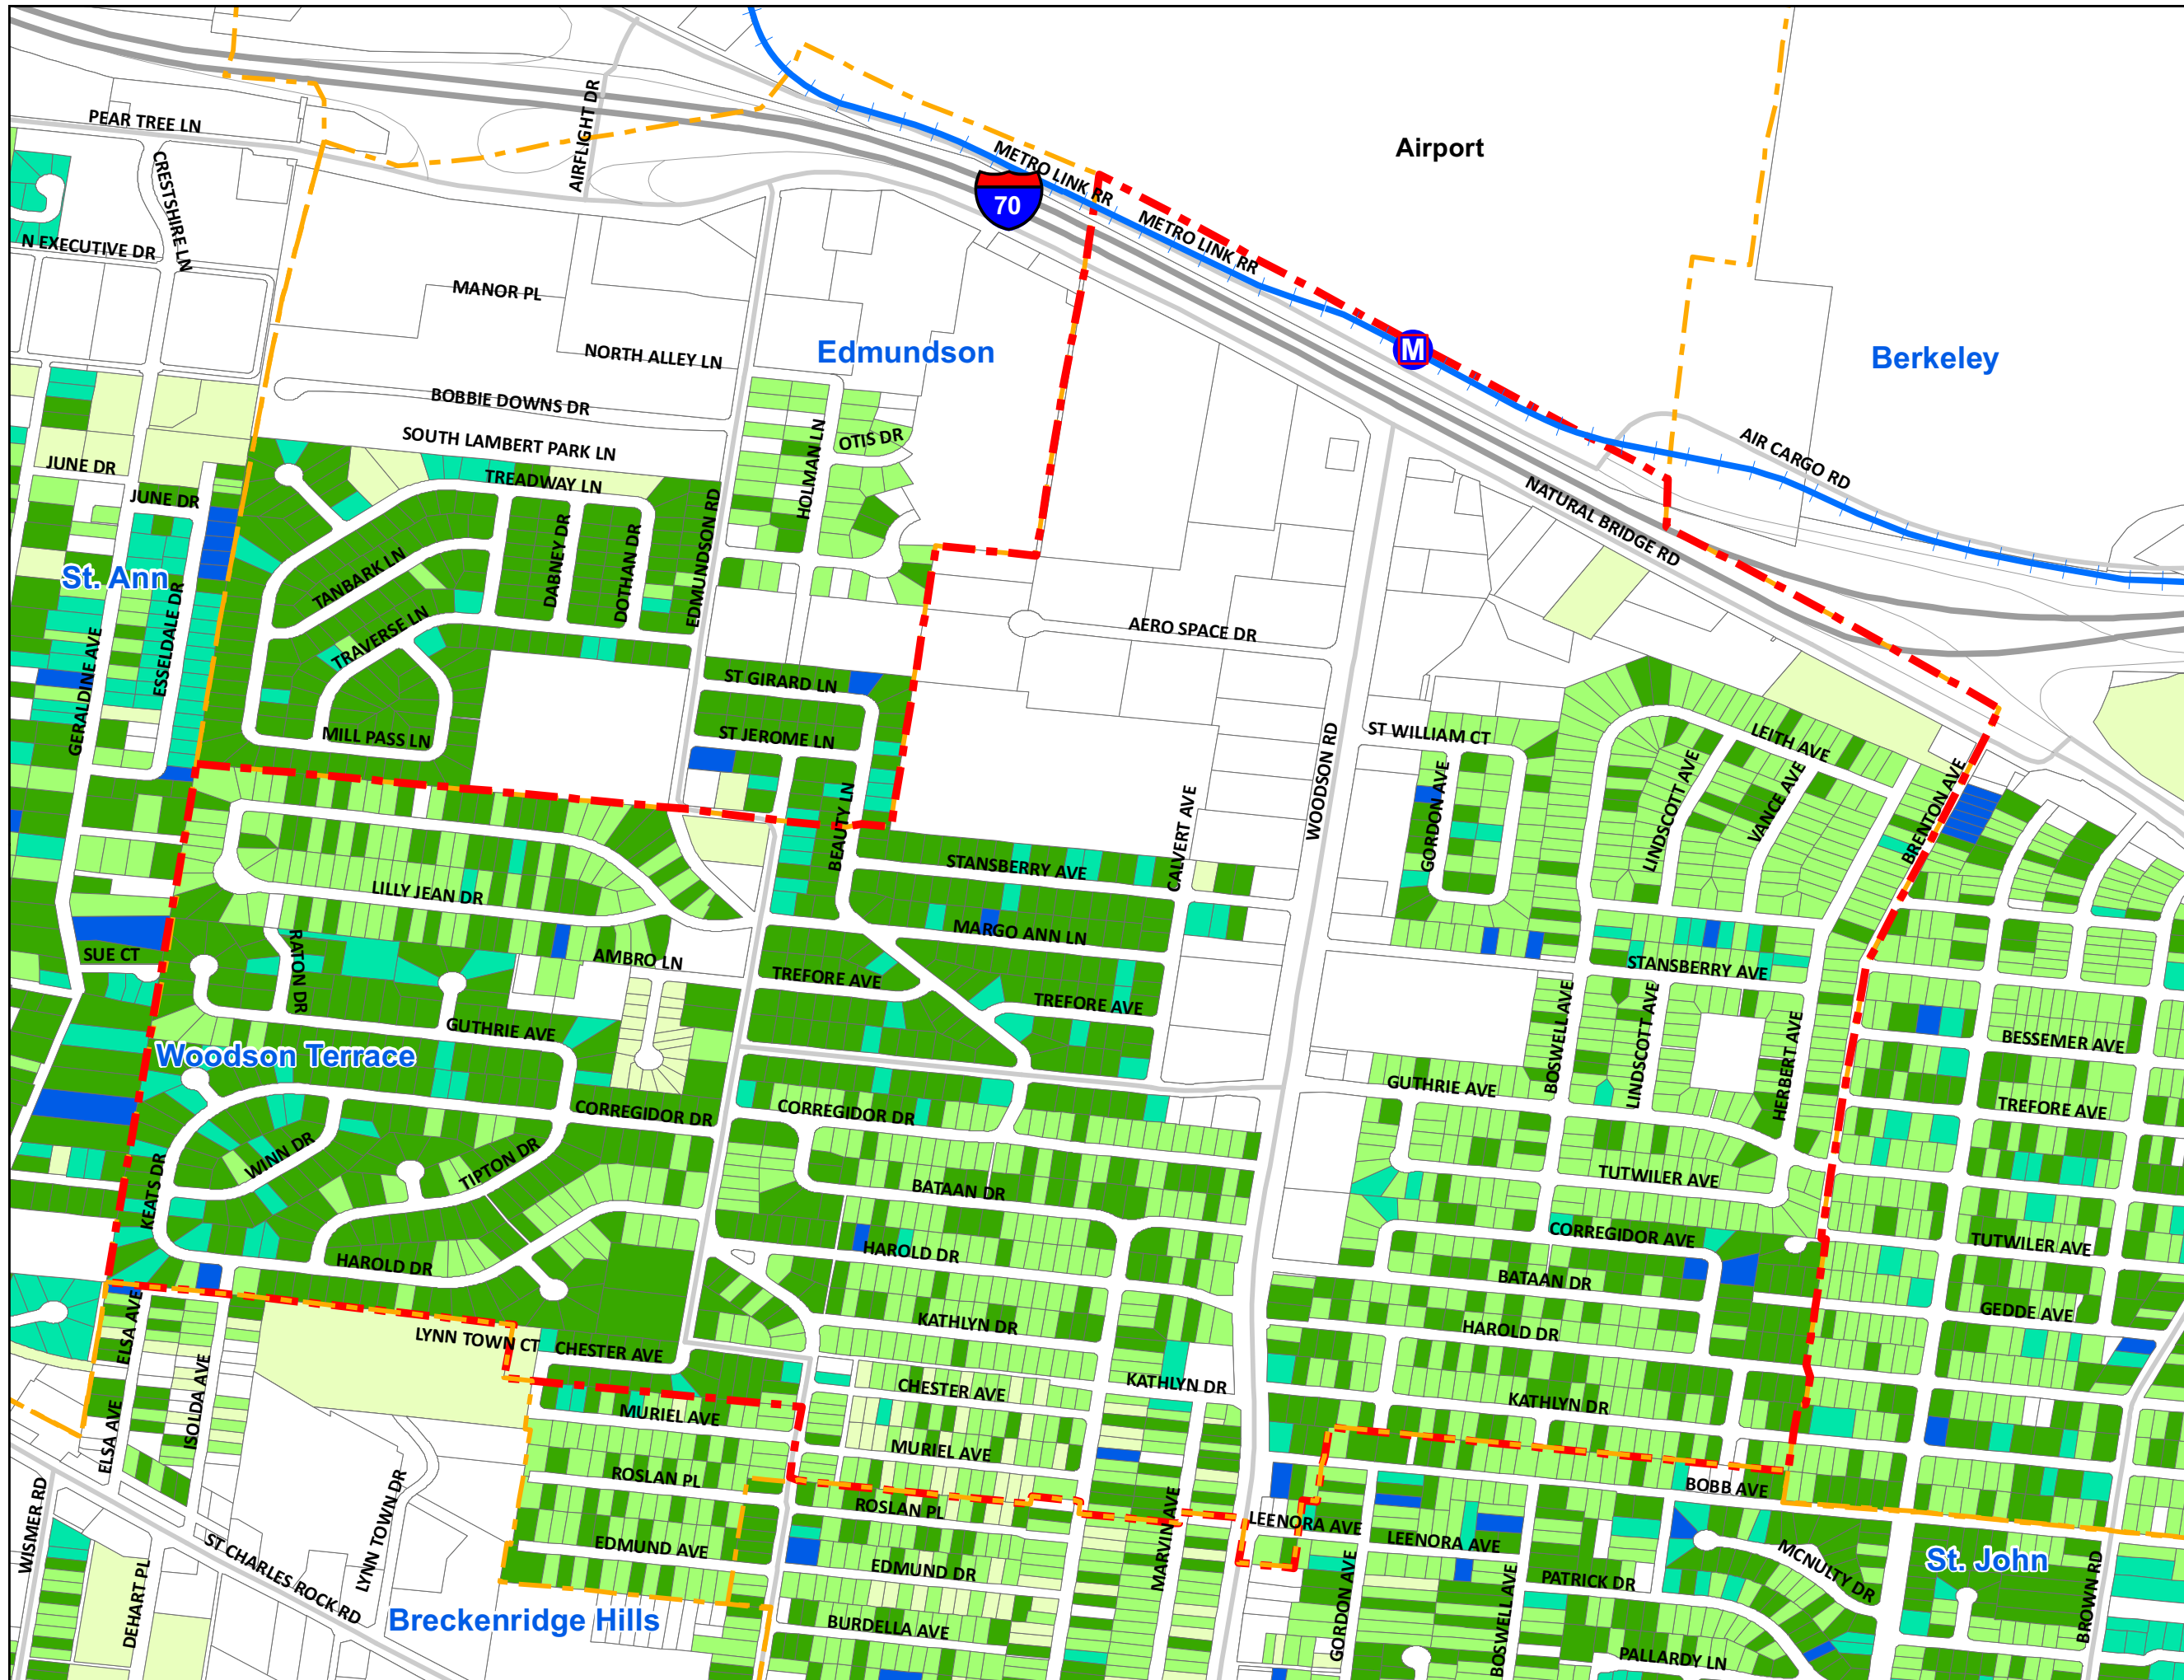 PEAR TREE LN
CRESTSHIRE LN
AIRFLIGHT DR
METRO LINK RR
Airport
70
METRO LINK RR
N EXECUTIVE DR
MANOR PL
NORTH ALLEY LN
Edmundson
M
Berkeley
BOBBIE DOWNS DR
SOUTH LAMBERT PARK LN
OTIS DR
HOLMAN LN
AIR CARGO RD
JUNE DR
JUNE DR
TREADWAY LN
NATURAL BRIDGE RD
St. Ann
TANBARK LN
DABNEY DR
DOTHAN DR
EDMUNDSON RD
TRAVERSE LN
AERO SPACE DR
GERALDINE AVE
ESSELDALE DR
MILL PASS LN
ST GIRARD LN
ST JEROME LN
ST WILLIAM CT
LEITH AVE
WOODSON RD
GORDON AVE
LINDSCOTT AVE
VANCE AVE
BRENTON AVE
BEAUTY LN
CALVERT AVE
STANSBERRY AVE
LILLY JEAN DR
MARGO ANN LN
SUE CT
RATON DR
AMBRO LN
TREFORE AVE
TREFORE AVE
STANSBERRY AVE
GUTHRIE AVE
Woodson Terrace
BOSWELL AVE
LINDSCOTT AVE
HERBERT AVE
BESSEMER AVE
GUTHRIE AVE
TREFORE AVE
CORREGIDOR DR
CORREGIDOR DR
WINN DR
TIPTON DR
KEATS DR
BATAAN DR
TUTWILER AVE
CORREGIDOR AVE
TUTWILER AVE
HAROLD DR
HAROLD DR
BATAAN DR
GEDDE AVE
KATHLYN DR
HAROLD DR
ELSA AVE
LYNN TOWN CT
CHESTER AVE
ISOLDA AVE
CHESTER AVE
KATHLYN DR
KATHLYN DR
MURIEL AVE
MURIEL AVE
ELSA AVE
ROSLAN PL
ROSLAN PL
BOBB AVE
LYNN TOWN DR
MARVIN AVE
LEENORA AVE
LEENORA AVE
WISMER RD
ST CHARLES ROCK RD
EDMUND AVE
EDMUND DR
PATRICK DR
MCNULTY DR
St. John
DEHART PL
Breckenridge Hills
BURDELLA AVE
GORDON AVE
BOSWELL AVE
PALLARDY LN
BROWN RD